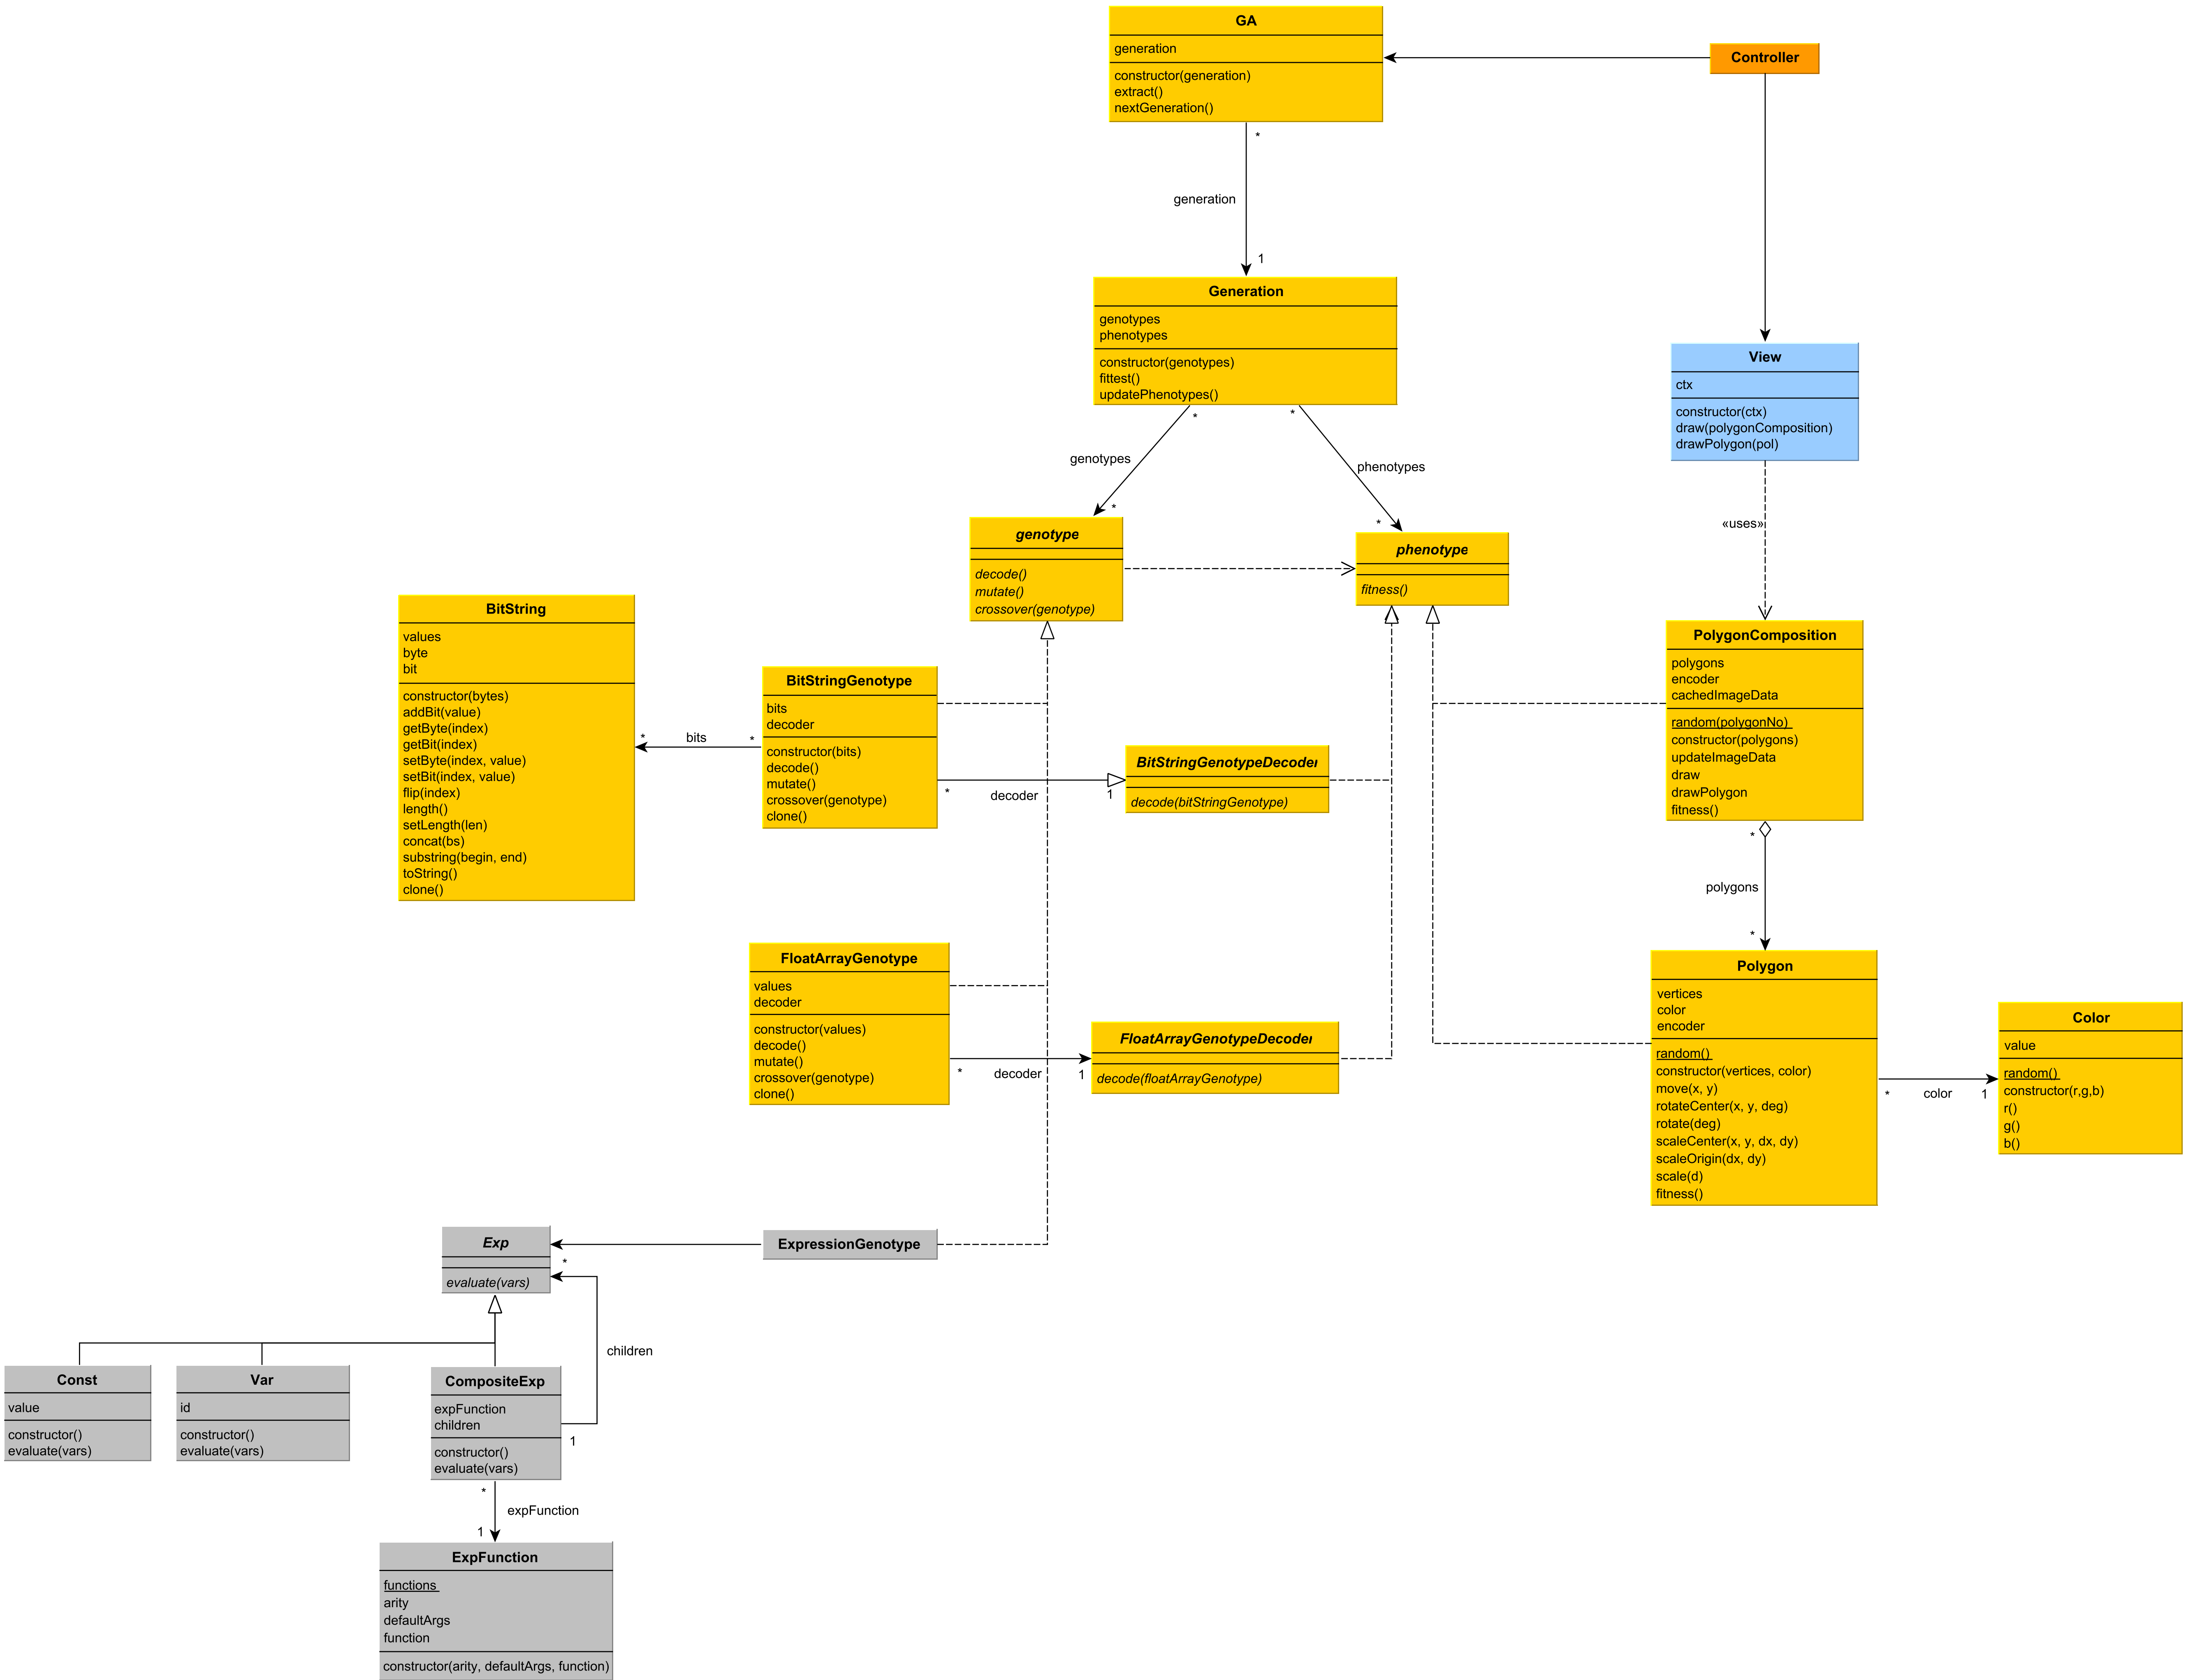 GA
generation
constructor(generation)
extract()
nextGeneration()
Controller
*
generation
1
Generation
genotypes
phenotypes
constructor(genotypes)
fittest()
updatePhenotypes()
View
ctx
constructor(ctx)
draw(polygonComposition)
drawPolygon(pol)
*
*
genotypes
phenotypes
*
*
«uses»
genotype
decode()
mutate()
crossover(genotype)
phenotype
fitness()
BitString
values
byte
bit
constructor(bytes)
addBit(value)
getByte(index)
getBit(index)
setByte(index, value)
setBit(index, value)
flip(index)
length()
setLength(len)
concat(bs)
substring(begin, end)
toString()
clone()
*
bits
*
BitStringGenotype
bits
decoder
constructor(bits)
decode()
mutate()
crossover(genotype)
clone()
*
decoder
1
BitStringGenotypeDecoder
decode(bitStringGenotype)
PolygonComposition
polygons
encoder
cachedImageData
random(polygonNo)
constructor(polygons)
updateImageData
draw
drawPolygon
fitness()
*
polygons
*
FloatArrayGenotype
values
decoder
constructor(values)
decode()
mutate()
crossover(genotype)
clone()
*
decoder
1
FloatArrayGenotypeDecoder
decode(floatArrayGenotype)
Polygon
vertices
color
encoder
random()
constructor(vertices, color)
move(x, y)
rotateCenter(x, y, deg)
rotate(deg)
scaleCenter(x, y, dx, dy)
scaleOrigin(dx, dy)
scale(d)
fitness()
*
color
1
Color
value
random()
constructor(r,g,b)
r()
g()
b()
Exp
evaluate(vars)
*
ExpressionGenotype
children
1
Const
value
constructor()
evaluate(vars)
Var
id
constructor()
evaluate(vars)
CompositeExp
expFunction
children
constructor()
evaluate(vars)
*
expFunction
1
ExpFunction
functions
arity
defaultArgs
function
constructor(arity, defaultArgs, function)